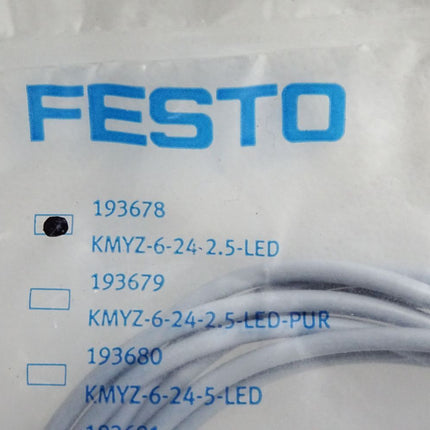 FESTO
193678
KMYZ-6-24-2.5-LED
193679
KMYZ-6-24-2.5-LED-PUR
193680
KMYZ-6-24-5-LED